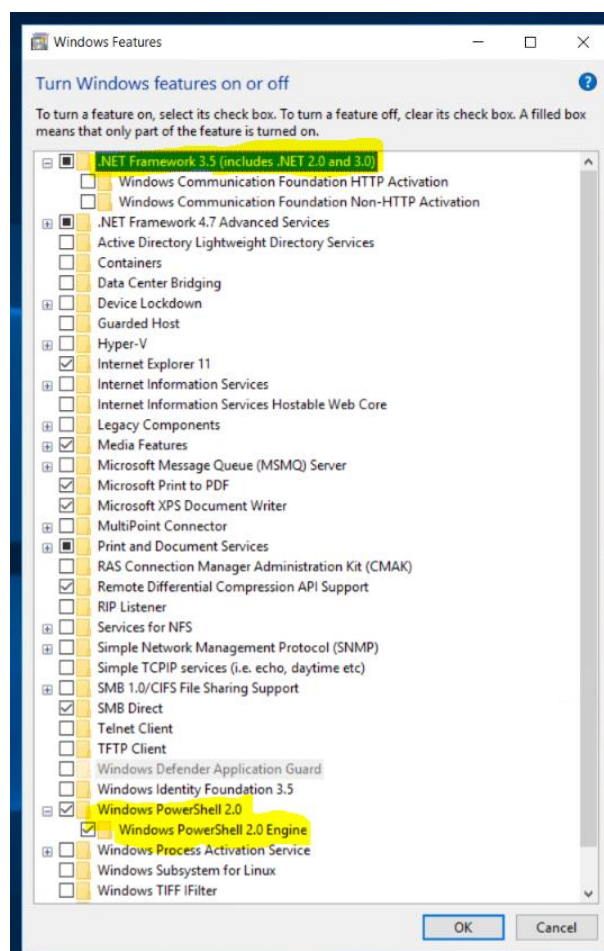 Windows Features
Turn Windows features on or off
To turn a feature on, select its check box. To turn a feature off, clear its check box. A filled box
means that only part of the feature is turned on.
.NET Framework 3.5 (includes .NET 2.0 and 3.0)
Windows Communication Foundation HTTP Activation
Windows Communication Foundation Non-HTTP Activation
.NET Framework 4.7 Advanced Services
Active Directory Lightweight Directory Services
Containers
Data Center Bridging
Device Lockdown
Guarded Host
Hyper-V
Internet Explorer 11
Internet Information Services
Internet Information Services Hostable Web Core
Legacy Components
Media Features
Microsoft Message Queue (MSMQ) Server
Microsoft Print to PDF
Microsoft XPS Document Writer
MultiPoint Connector
Print and Document Services
RAS Connection Manager Administration Kit (CMAK)
Remote Differential Compression API Support
RIP Listener
Services for NFS
Simple Network Management Protocol (SNMP)
Simple TCPIP services (i.e. echo, daytime etc)
SMB 1.0/CIFS File Sharing Support
SMB Direct
Telnet Client
TFTP Client
Windows Defender Application Guard
Windows Identity Foundation 3.5
Windows PowerShell 2.0
Windows PowerShell 2.0 Engine
Windows Process Activation Service
Windows Subsystem for Linux
Windows TIFF IFilter
OK Cancel